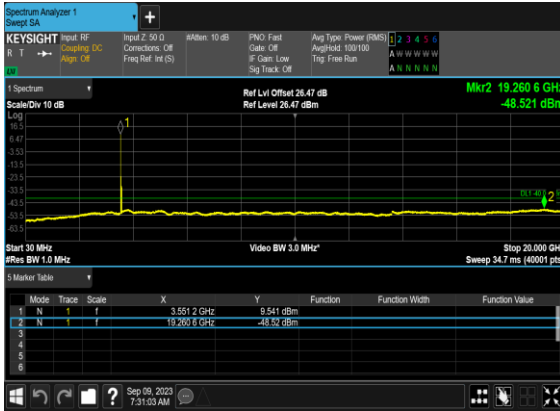 Spectrum Analyzer 1
Swept SA
+
KEYSIGHT Input: RF Input Z: 50 Ω #Atten: 10 dB PNO: Fast Avg Type: Power (RMS) 1 2 3 4 5 6
R T Coupling: DC Corrections: Off Gate: Off Avg|Hold: 100/100 A W W W W W
Align: Off Freq Ref: Int (S) IF Gain: Low Trig: Free Run
Sig Track: Off A N N N N N
1 Spectrum Ref Lvl Offset 26.47 dB Mkr2 19.260 6 GHz
Scale/Div 10 dB Ref Level 26.47 dBm -48.521 dBm
Log
16.5
6.47
-3.53
-13.5
-23.5
-33.5
-43.5
-53.5
-63.5
1
2
Start 30 MHz Video BW 3.0 MHz* Stop 20.000 GHz
#Res BW 1.0 MHz Sweep 34.7 ms (40001 pts)
5 Marker Table
Mode Trace Scale X Y Function Function Width Function Value
1 N 1 f 3.551 2 GHz 9.541 dBm
2 N 1 f 19.260 6 GHz -48.52 dBm
3
4
5
6
? Sep 09, 2023
7:31:03 AM